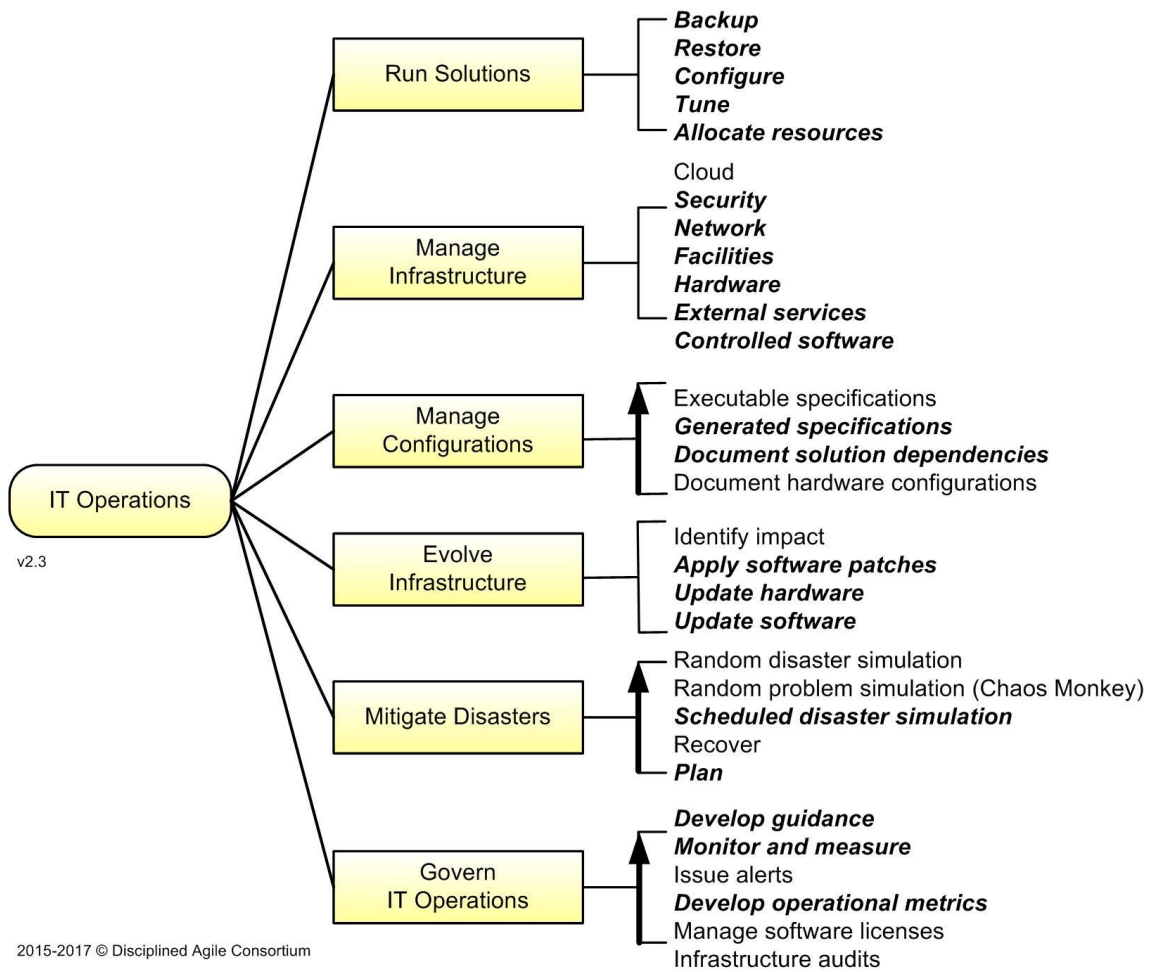 Run Solutions
Backup
Restore
Configure
Tune
Allocate resources
Manage
Infrastructure
Cloud
Security
Network
Facilities
Hardware
External services
Controlled software
Manage
Configurations
Executable specifications
Generated specifications
Document solution dependencies
Document hardware configurations
IT Operations
v2.3
Evolve
Infrastructure
Identify impact
Apply software patches
Update hardware
Update software
Mitigate Disasters
Random disaster simulation
Random problem simulation (Chaos Monkey)
Scheduled disaster simulation
Recover
Plan
Govern
IT Operations
Develop guidance
Monitor and measure
Issue alerts
Develop operational metrics
Manage software licenses
Infrastructure audits
2015-2017 © Disciplined Agile Consortium